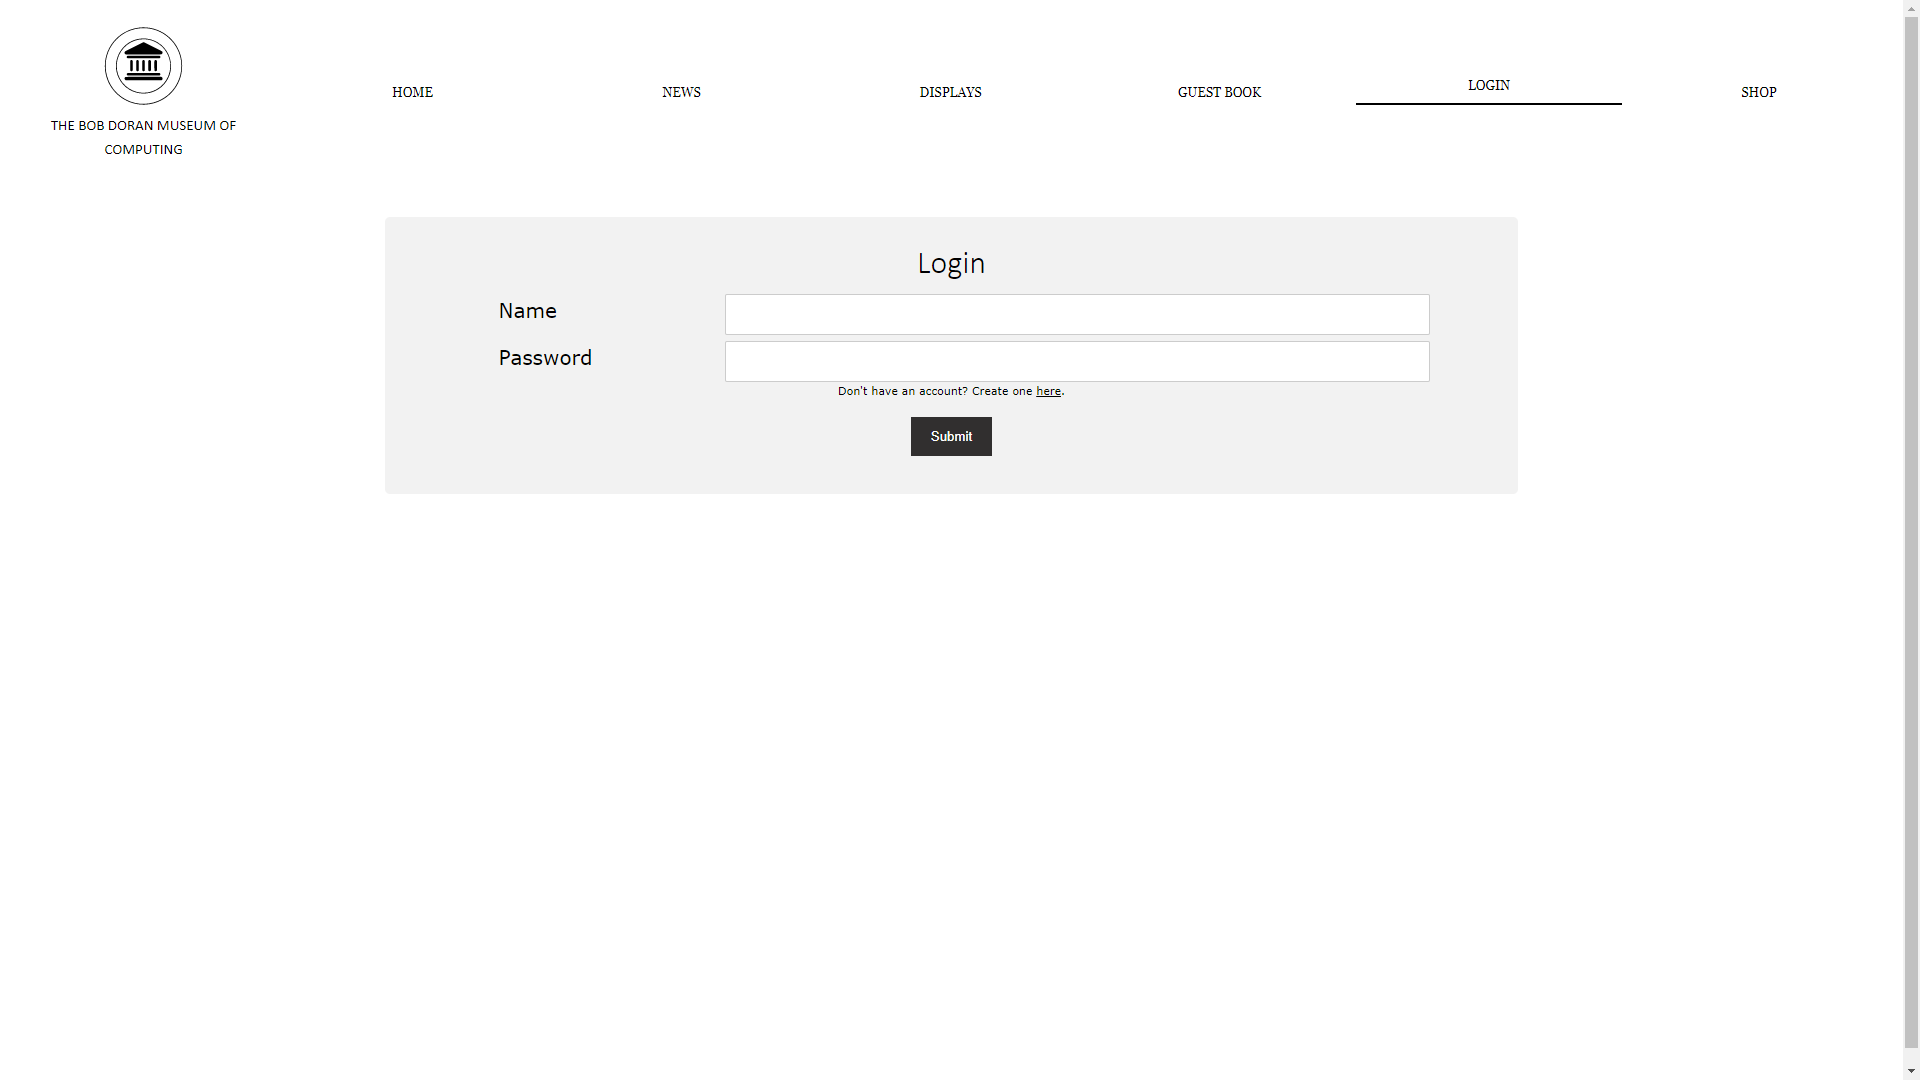 THE BOB DORAN MUSEUM OF
COMPUTING
HOME
NEWS
DISPLAYS
GUEST BOOK
LOGIN
SHOP
Login
Name
Password
Don't have an account? Create one here.
Submit